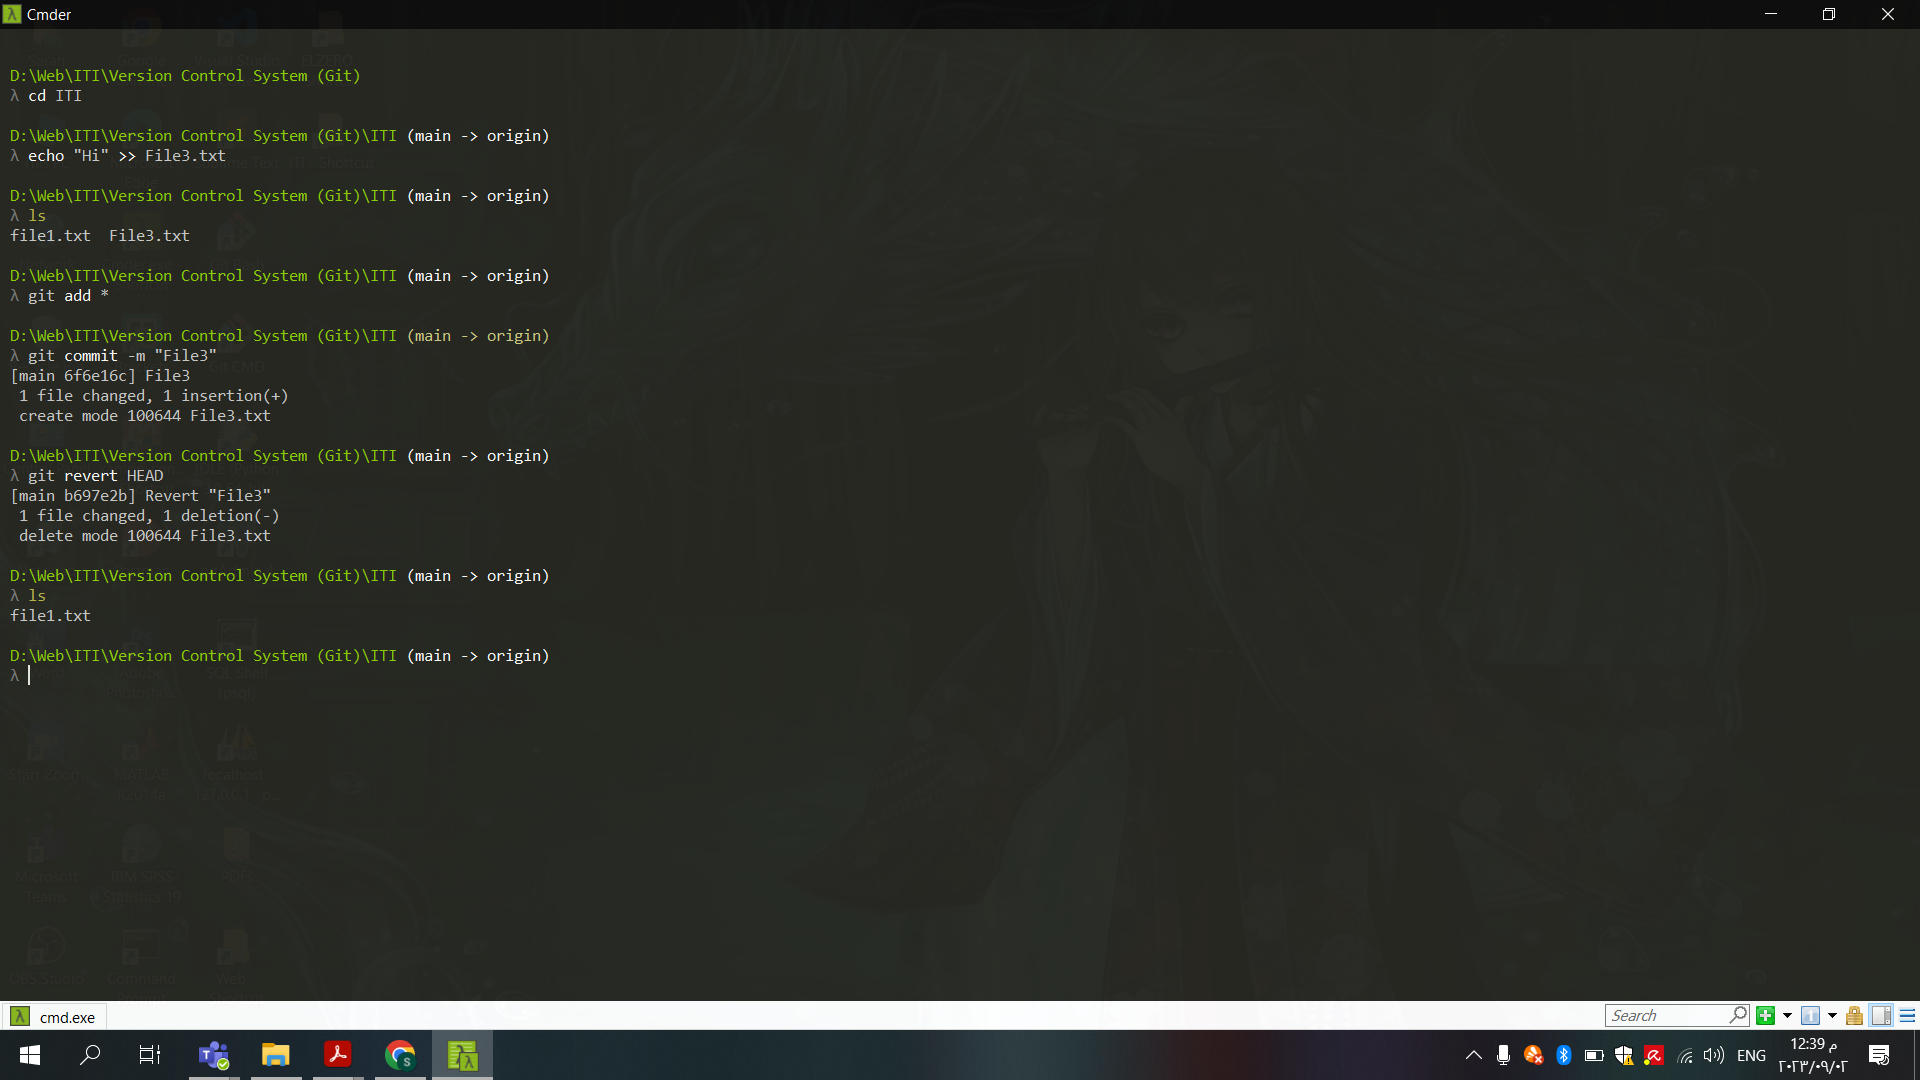 Cmder
D:\Web\ITI\Version Control System (Git)
λ cd ITI
D:\Web\ITI\Version Control System (Git)\ITI (main -> origin)
λ echo "Hi" >> File3.txt
D:\Web\ITI\Version Control System (Git)\ITI (main -> origin)
λ ls
file1.txt  File3.txt
D:\Web\ITI\Version Control System (Git)\ITI (main -> origin)
λ git add *
D:\Web\ITI\Version Control System (Git)\ITI (main -> origin)
λ git commit -m "File3"
[main 6f6e16c] File3
 1 file changed, 1 insertion(+)
 create mode 100644 File3.txt
D:\Web\ITI\Version Control System (Git)\ITI (main -> origin)
λ git revert HEAD
[main b697e2b] Revert "File3"
 1 file changed, 1 deletion(-)
 delete mode 100644 File3.txt
D:\Web\ITI\Version Control System (Git)\ITI (main -> origin)
λ ls
file1.txt
D:\Web\ITI\Version Control System (Git)\ITI (main -> origin)
λ
cmd.exe
Search
ENG
12:39 م
٢٠٢٣/٠٩/٠٢